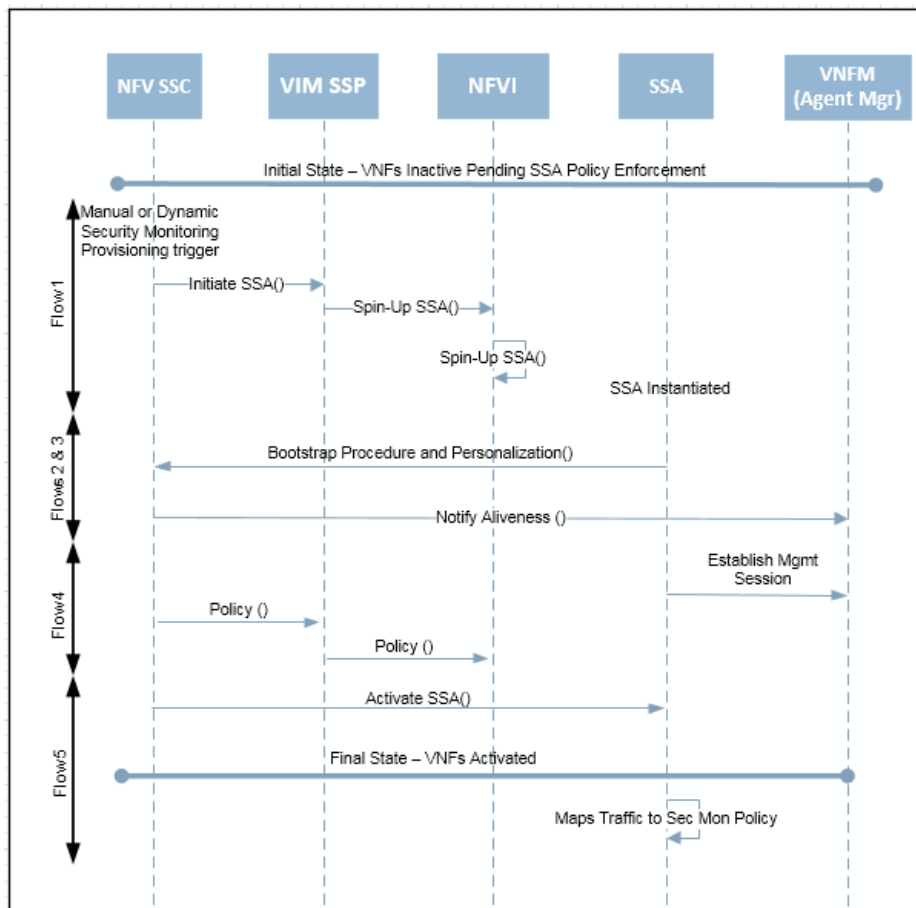 NFV SSC
VIM SSP
NFVI
SSA
VNFM
(Agent Mgr)
Initial State – VNFs Inactive Pending SSA Policy Enforcement
Manual or Dynamic
Security Monitoring
Provisioning trigger
Flow1
Initiate SSA()
Spin-Up SSA()
Spin-Up SSA()
SSA Instantiated
Flows 2 & 3
Bootstrap Procedure and Personalization()
Notify Aliveness ()
Flow4
Establish Mgmt
Session
Policy ()
Policy ()
Flow5
Activate SSA()
Final State – VNFs Activated
Maps Traffic to Sec Mon Policy